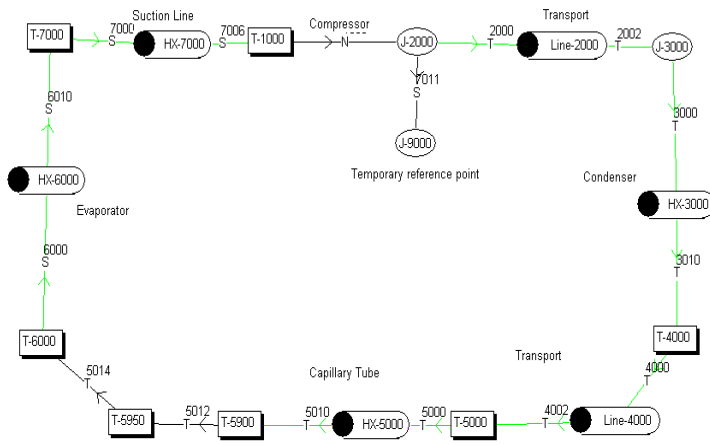 Suction Line
Compressor
Transport
T-7000
S
7000
HX-7000
S
7006
T-1000
N
J-2000
T
2000
Line-2000
T
2002
J-3000
7011
S
J-9000
Temporary reference point
3000
T
6010
S
HX-6000
Evaporator
Condenser
HX-3000
6000
S
3010
T
T-6000
T-4000
5014
T
Capillary Tube
Transport
4000
T
T-5950
5012
T
T-5900
5010
T
HX-5000
5000
T
T-5000
4002
T
Line-4000